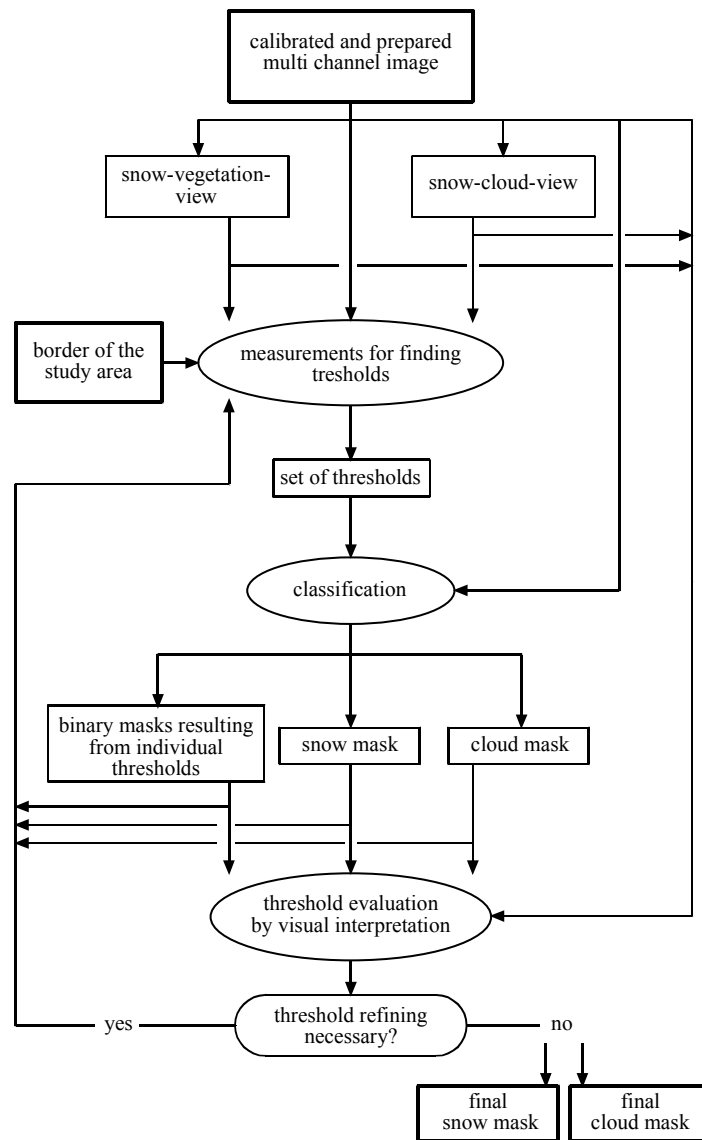 calibrated and prepared
multi channel image
snow-vegetation-
view
snow-cloud-view
border of the
study area
measurements for finding
tresholds
set of thresholds
classification
binary masks resulting
from individual
thresholds
snow mask
cloud mask
threshold evaluation
by visual interpretation
threshold refining
necessary?
yes
no
final
snow mask
final
cloud mask